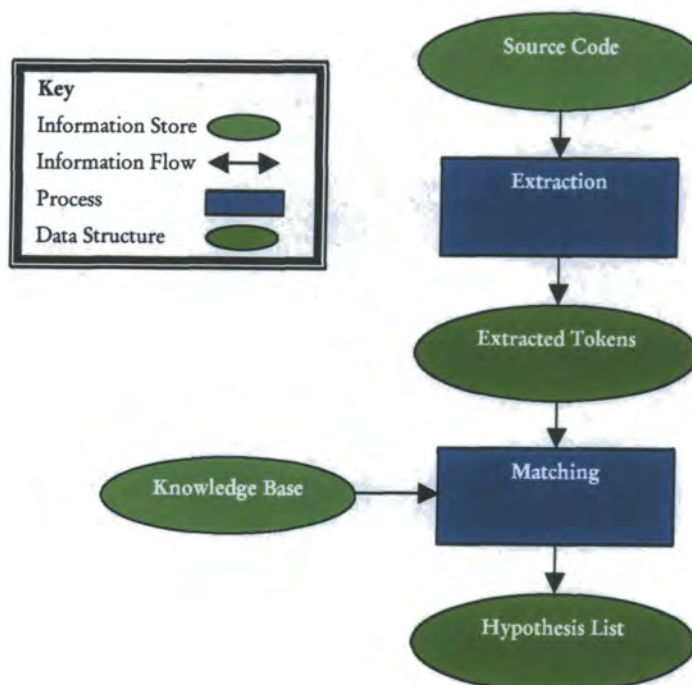 Key
Information Store
Information Flow
Process
Data Structure
Source Code
Extraction
Extracted Tokens
Knowledge Base
Matching
Hypothesis List